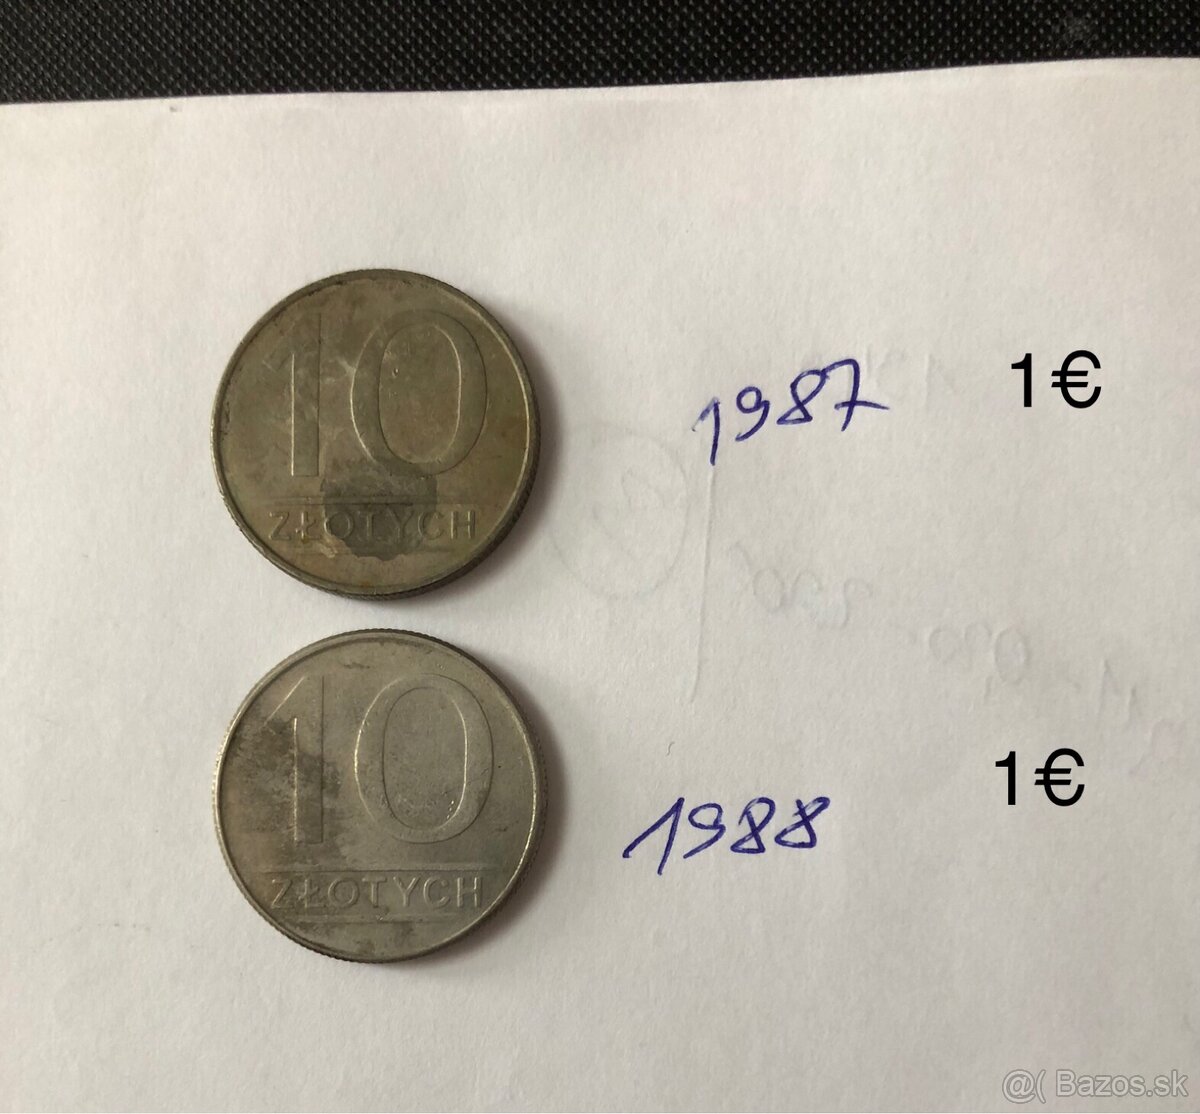 10
ZŁOTYCH
1987
1€
10
ZŁOTYCH
1988
1€
@( Bazos.sk